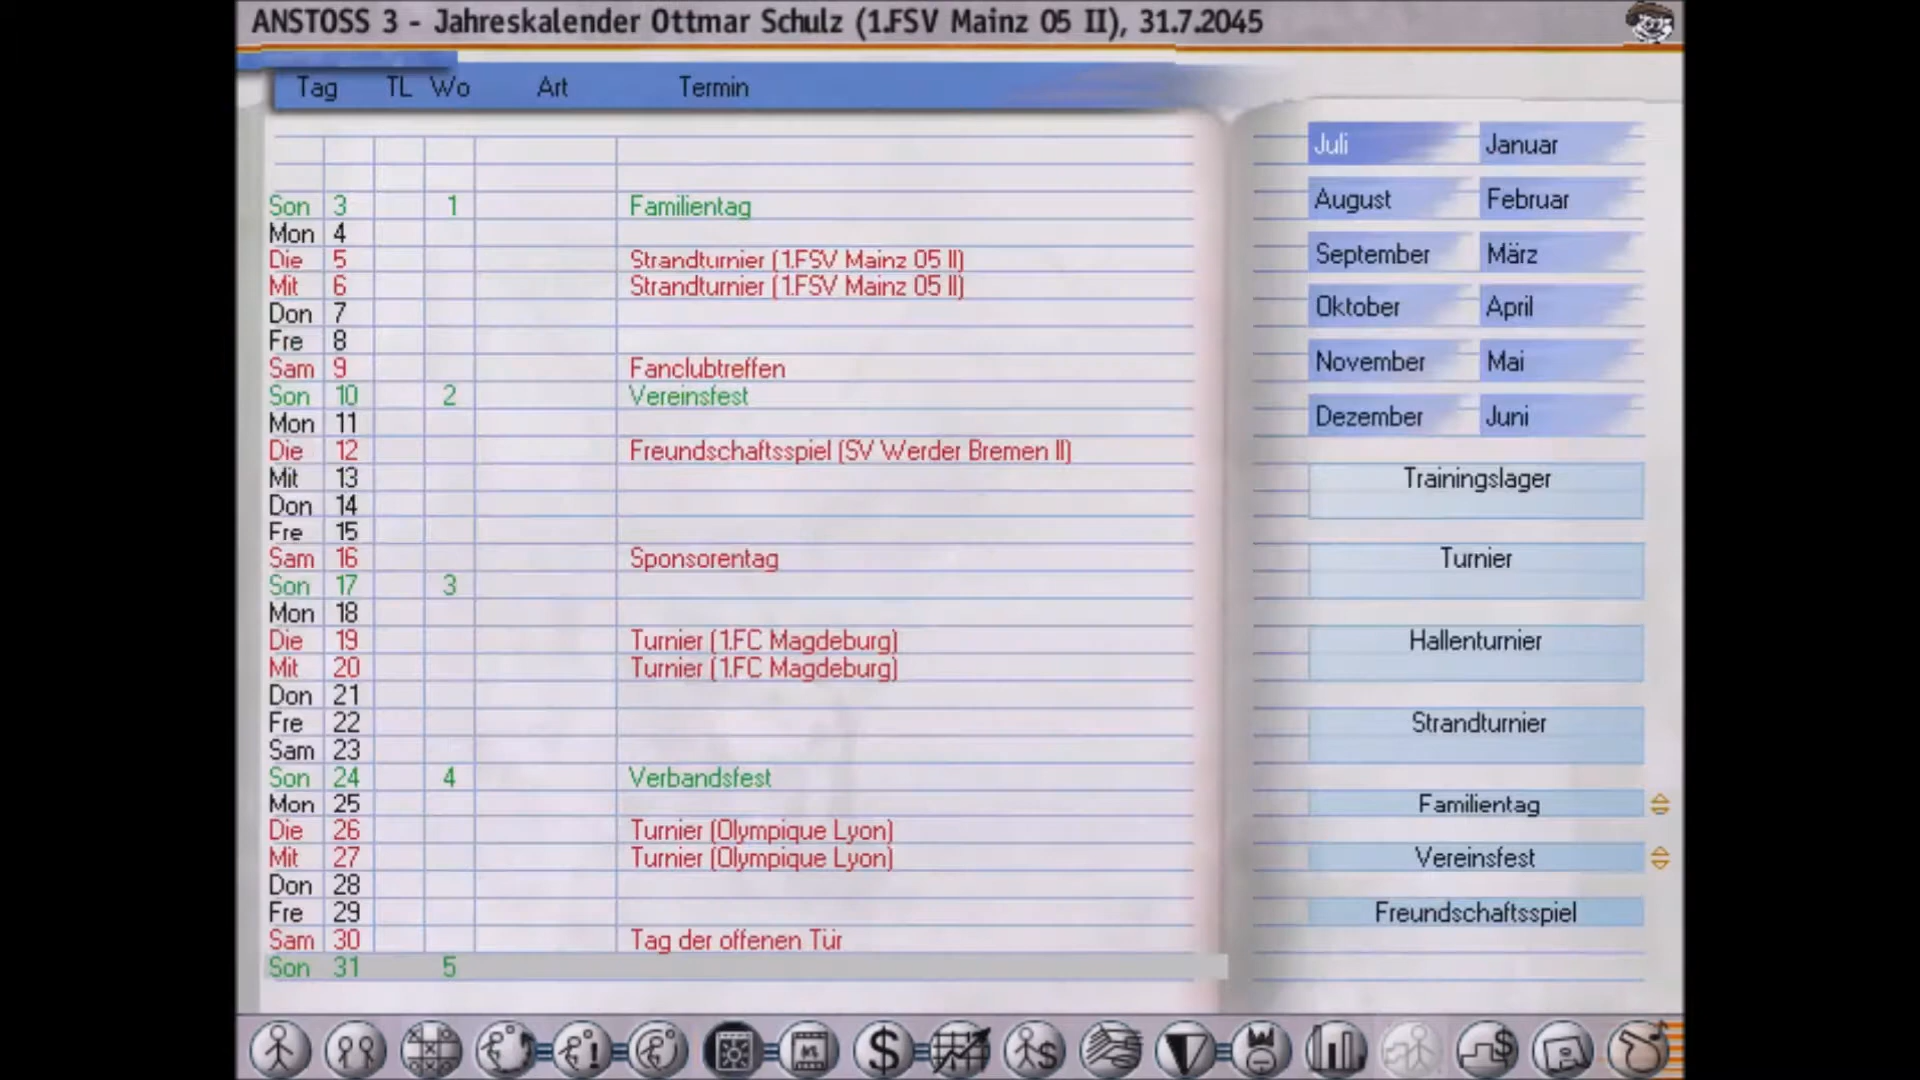 ANSTOSS 3 - Jahreskalender Ottmar Schulz (1.FSV Mainz 05 II), 31.7.2045
Tag TL Wo Art Termin
Son 3 1 Familientag
Mon 4
Die 5 Strandturnier (1.FSV Mainz 05 II)
Mit 6 Strandturnier (1.FSV Mainz 05 II)
Don 7
Fre 8
Sam 9 Fanclubtreffen
Son 10 2 Vereinsfest
Mon 11
Die 12 Freundschaftsspiel (SV Werder Bremen II)
Mit 13
Don 14
Fre 15
Sam 16 Sponsorentag
Son 17 3
Mon 18
Die 19 Turnier (1.FC Magdeburg)
Mit 20 Turnier (1.FC Magdeburg)
Don 21
Fre 22
Sam 23
Son 24 4 Verbandsfest
Mon 25
Die 26 Turnier (Olympique Lyon)
Mit 27 Turnier (Olympique Lyon)
Don 28
Fre 29
Sam 30 Tag der offenen Tür
Son 31 5
Juli Januar
August Februar
September März
Oktober April
November Mai
Dezember Juni
Trainingslager
Turnier
Hallenturnier
Strandturnier
Familientag
Vereinsfest
Freundschaftsspiel